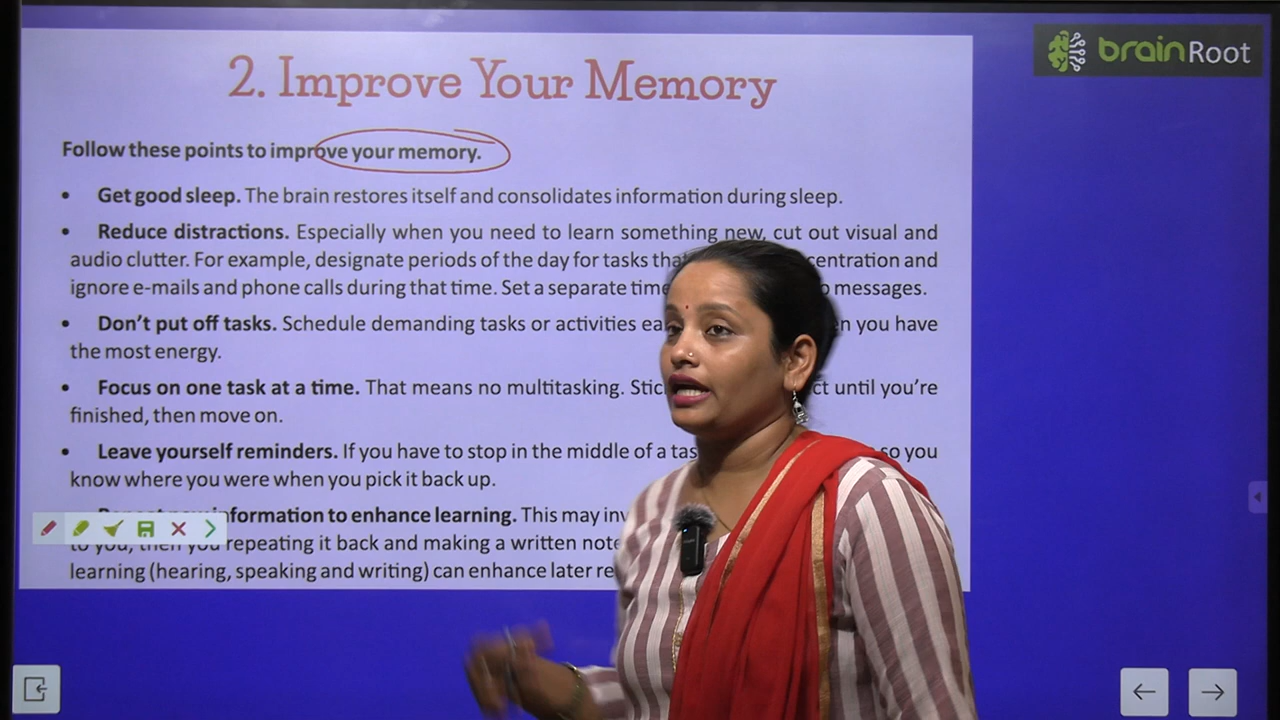 brainRoot
2. Improve Your Memory
Follow these points to improve your memory.
• Get good sleep. The brain restores itself and consolidates information during sleep.
• Reduce distractions. Especially when you need to learn something new, cut out visual and
audio clutter. For example, designate periods of the day for tasks centration and
ignore e-mails and phone calls during that time. Set a separate time messages.
• Don't put off tasks. Schedule demanding tasks or activities you have
the most energy.
• Focus on one task at a time. That means no multitasking. until you're
finished, then move on.
• Leave yourself reminders. If you have to stop in the middle of a so you
know where you were when you pick it back up.
information to enhance learning. This may
to you, then you repeating it back and making a written
learning (hearing, speaking and writing) can enhance later